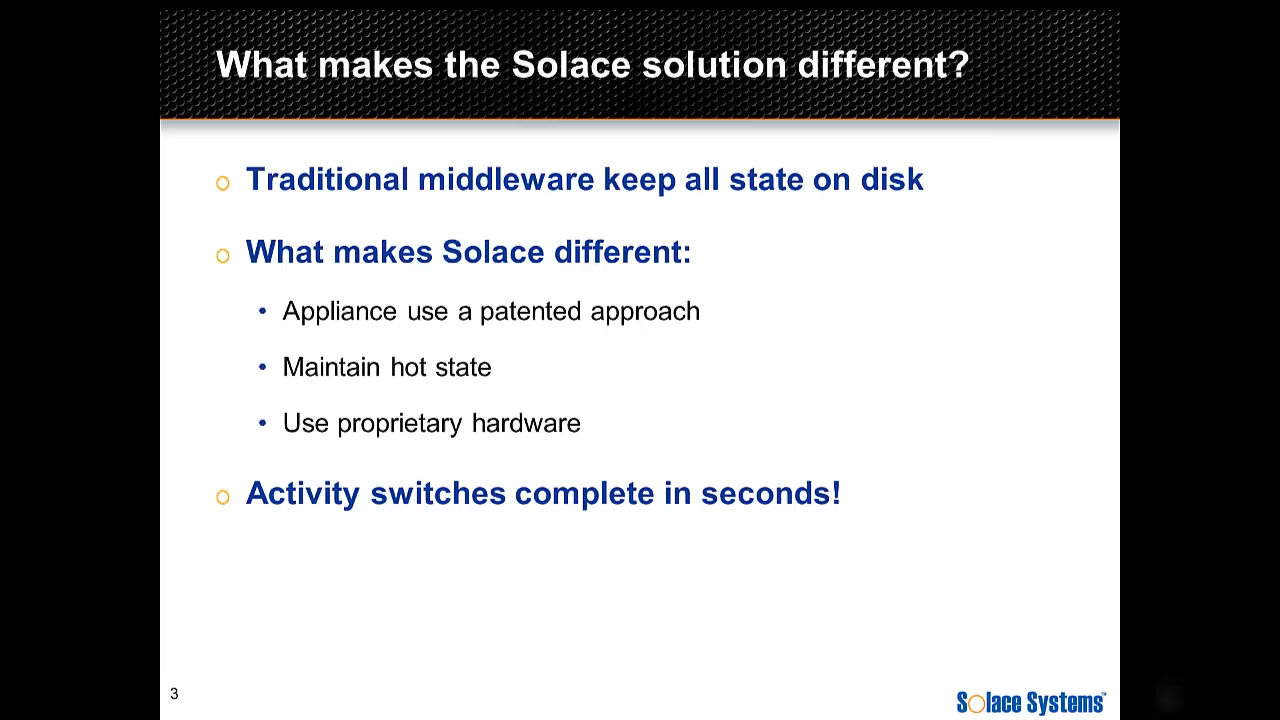 What makes the Solace solution different?
o Traditional middleware keep all state on disk
o What makes Solace different:
• Appliance use a patented approach
• Maintain hot state
• Use proprietary hardware
o Activity switches complete in seconds!
3
Solace Systems™